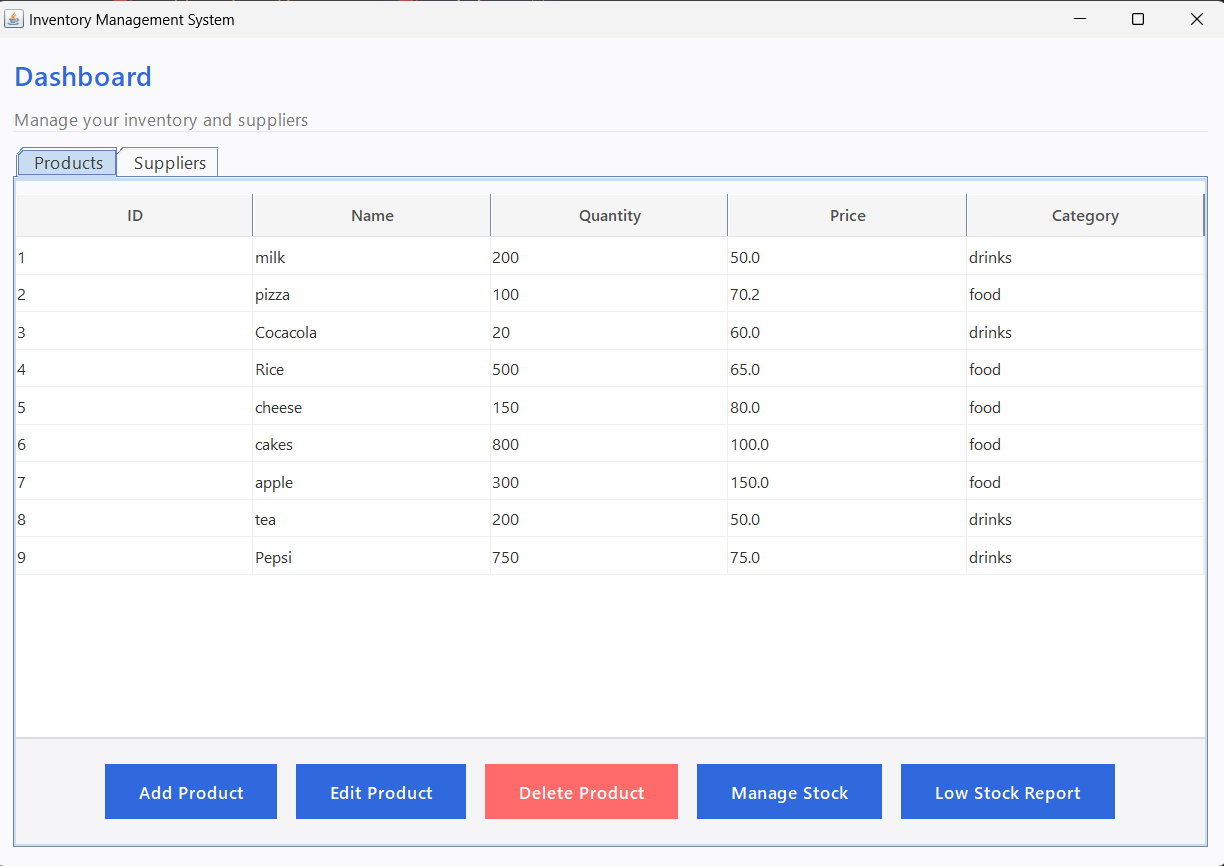 Inventory Management System
Dashboard
Manage your inventory and suppliers
Products Suppliers
ID Name Quantity Price Category
1 milk 200 50.0 drinks
2 pizza 100 70.2 food
3 Cocacola 20 60.0 drinks
4 Rice 500 65.0 food
5 cheese 150 80.0 food
6 cakes 800 100.0 food
7 apple 300 150.0 food
8 tea 200 50.0 drinks
9 Pepsi 750 75.0 drinks
Add Product Edit Product Delete Product Manage Stock Low Stock Report